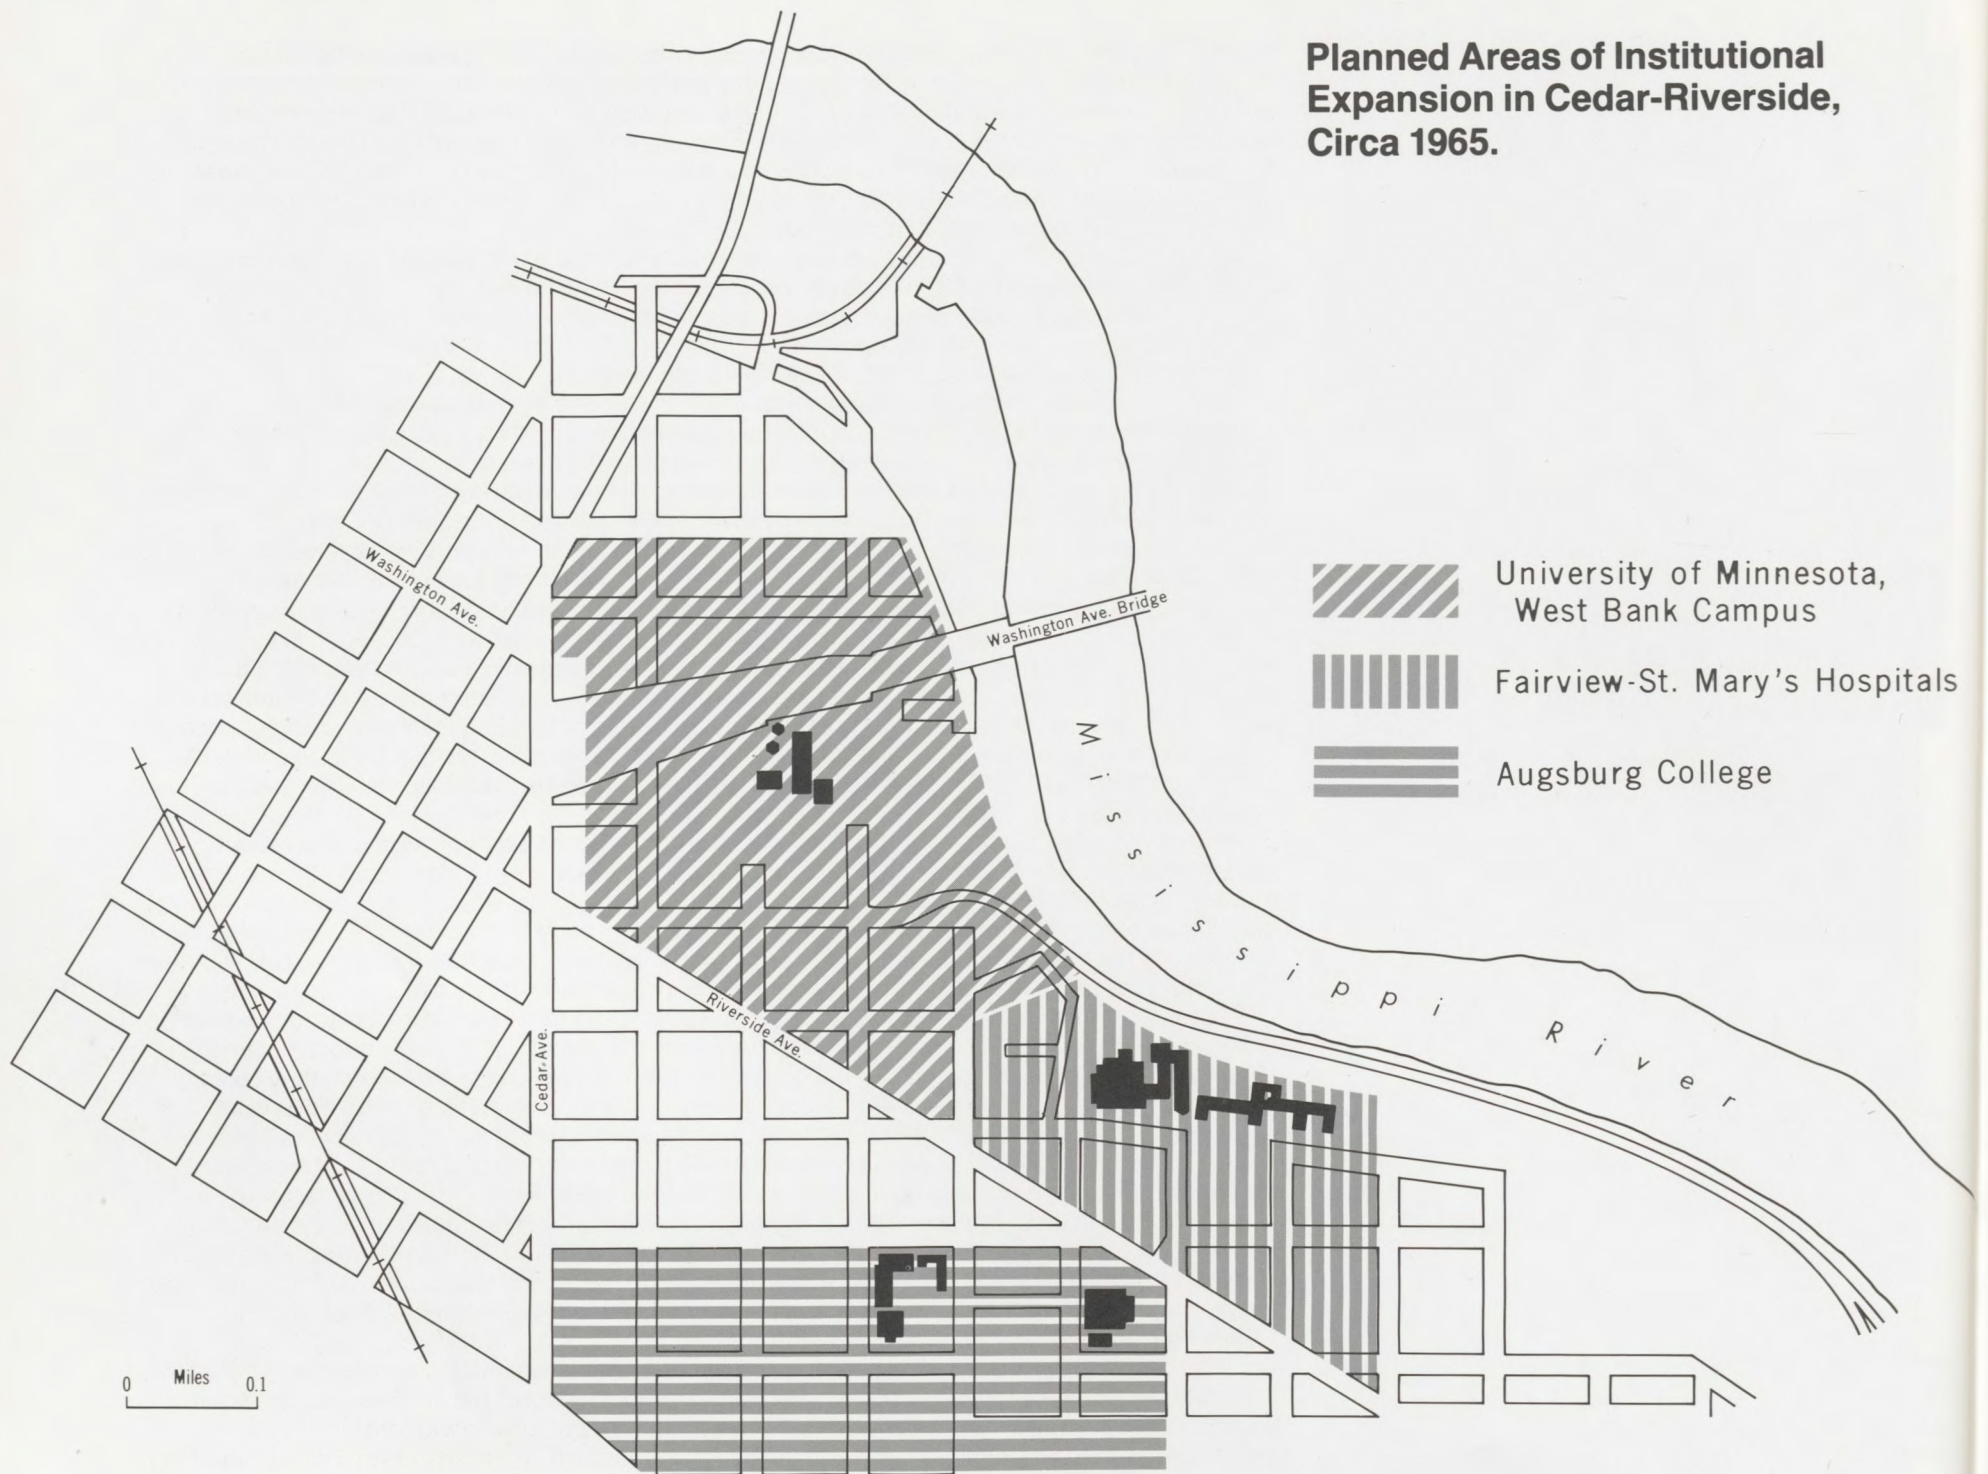 Planned Areas of Institutional
Expansion in Cedar-Riverside,
Circa 1965.
University of Minnesota,
West Bank Campus
Fairview-St. Mary's Hospitals
Augsburg College
Washington Ave.
Washington Ave. Bridge
Mississippi River
Riverside Ave.
Cedar Ave.
Miles
0 0.1